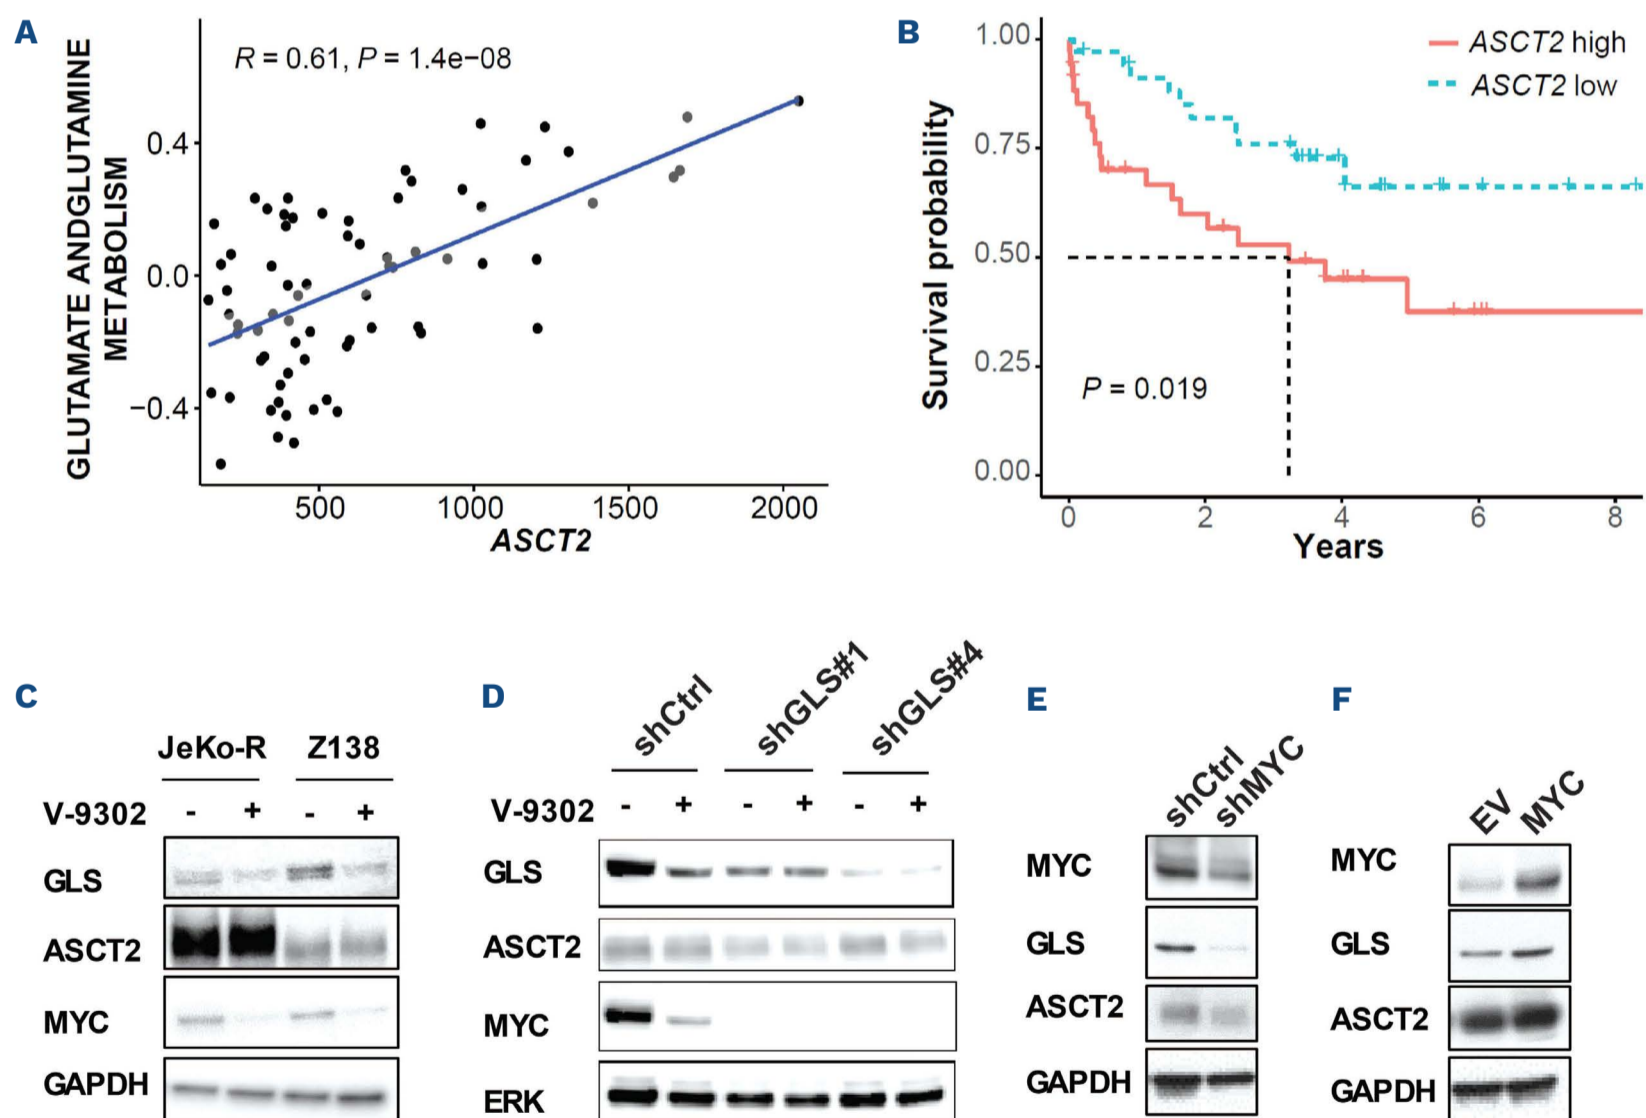 A
R = 0.61, P = 1.4e−08
GLUTAMATE ANDGLUTAMINE
METABOLISM
0.4
0.0
−0.4
500 1000 1500 2000
ASCT2
B
ASCT2 high
ASCT2 low
Survival probability
1.00
0.75
0.50
0.25
0.00
P = 0.019
0 2 4 6 8
Years
C
JeKo-R Z138
V-9302 - + - +
GLS
ASCT2
MYC
GAPDH
D
shCtrl shGLS#1 shGLS#4
V-9302 - + - + - +
GLS
ASCT2
MYC
ERK
E
shCtrl shMYC
MYC
GLS
ASCT2
GAPDH
F
EV MYC
MYC
GLS
ASCT2
GAPDH